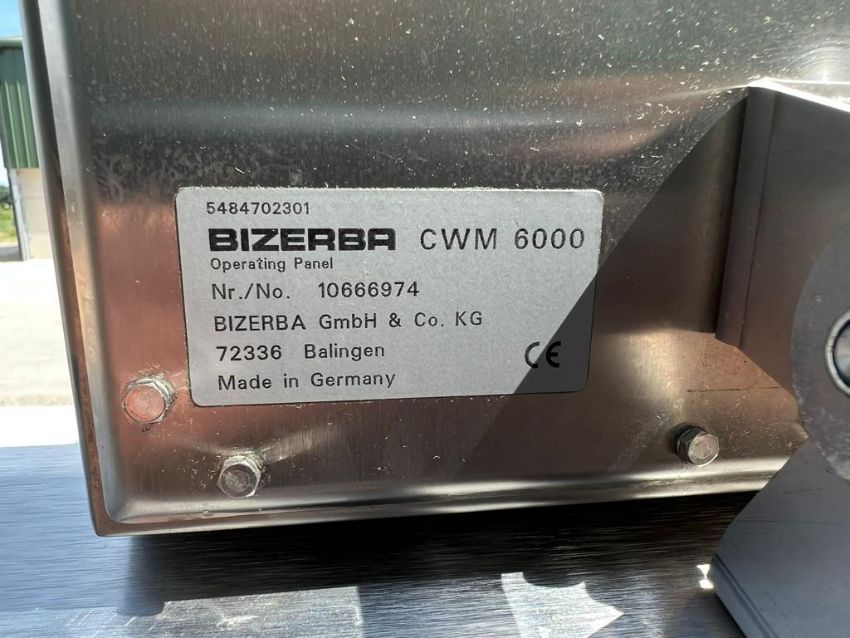 5484702301
BIZERBA CWM 6000
Operating Panel
Nr./No. 10666974
BIZERBA GmbH & Co. KG
72336 Balingen
CE
Made in Germany